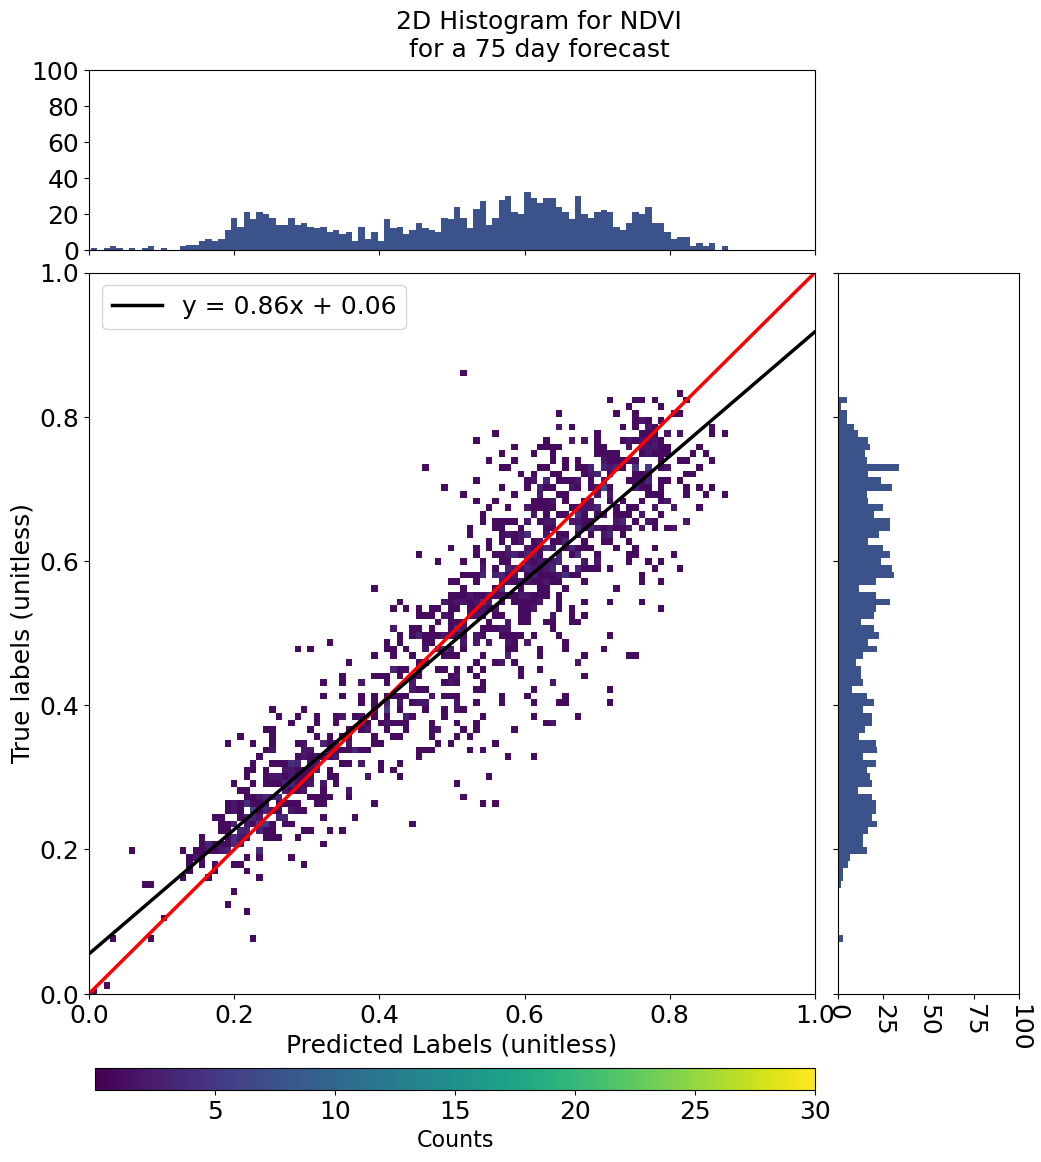 2D Histogram for NDVI
for a 75 day forecast
100
80
60
40
20
0
1.0
0.8
0.6
0.4
0.2
0.0
True labels (unitless)
y = 0.86x + 0.06
0.0 0.2 0.4 0.6 0.8 1.0
Predicted Labels (unitless)
0 25 50 75 100
5 10 15 20 25 30
Counts